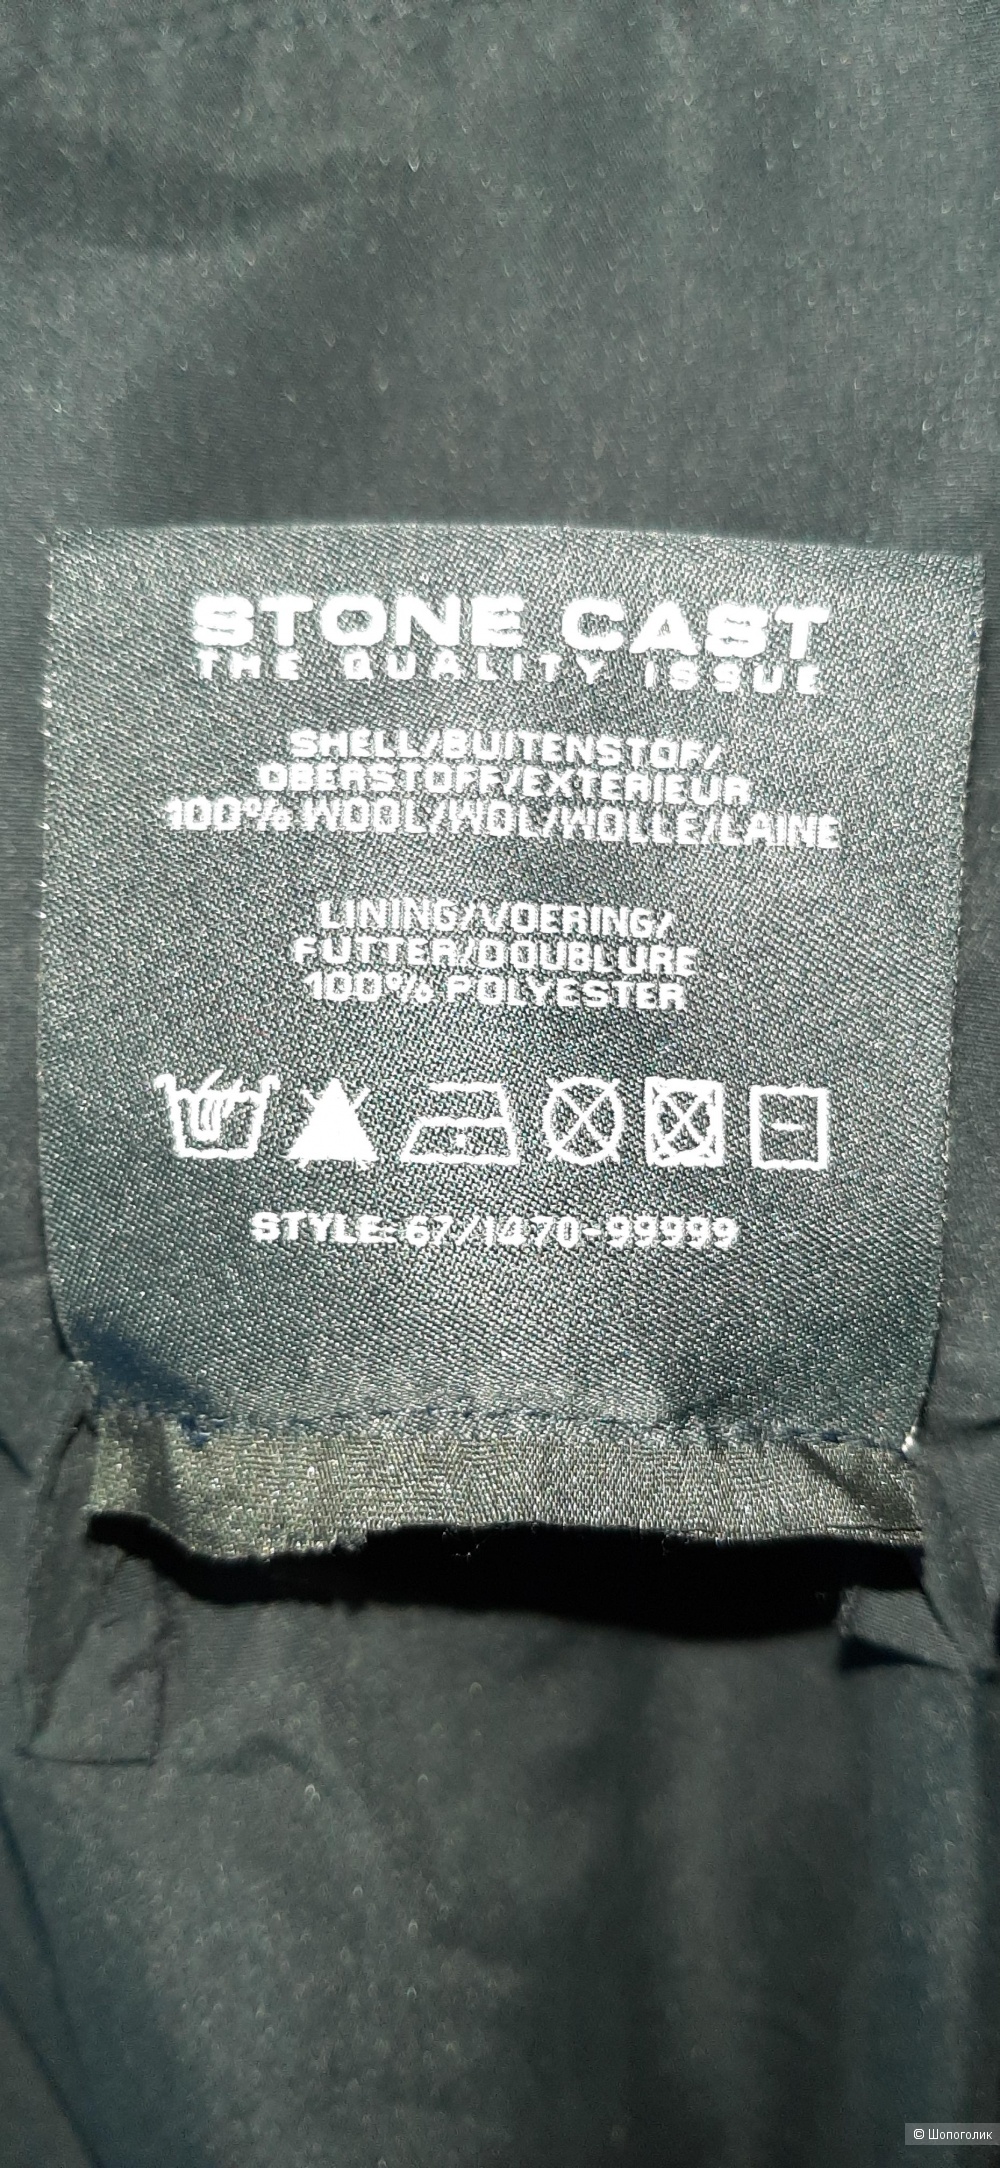 STONE CAST
THE QUALITY ISSUE
SHELL/BUITENSTOF/
OBERSTOFF/EXTERIEUR
100% WOOL/WOL/WOLLE/LAINE
LINING/VOERING/
FUTTER/DOUBLURE
100% POLYESTER
STYLE: 67/1470-99999
© Шопоголик